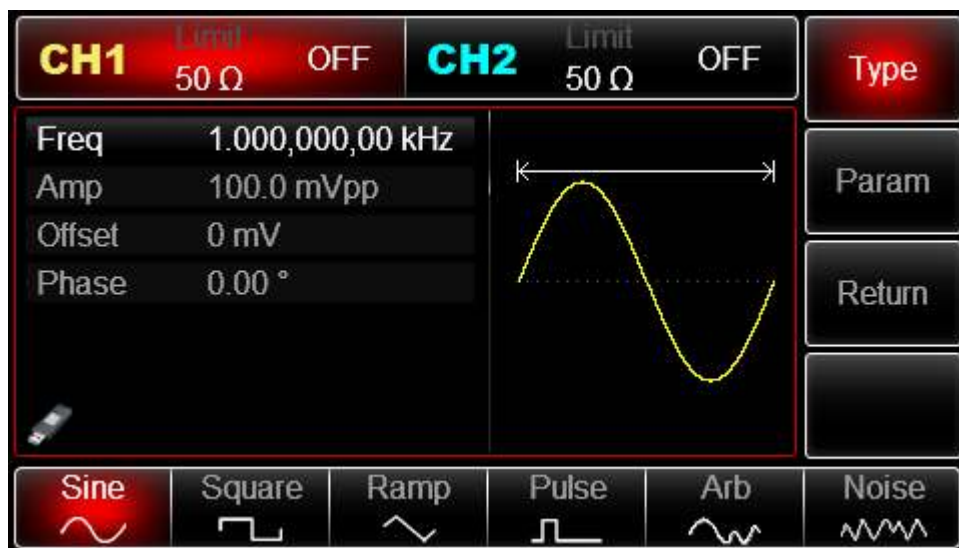 CH1 Limit 50 Ω OFF
CH2 Limit 50 Ω OFF
Type
Freq 1.000,000,00 kHz
Amp 100.0 mVpp
Offset 0 mV
Phase 0.00 °
Param
Return
Sine Square Ramp Pulse Arb Noise